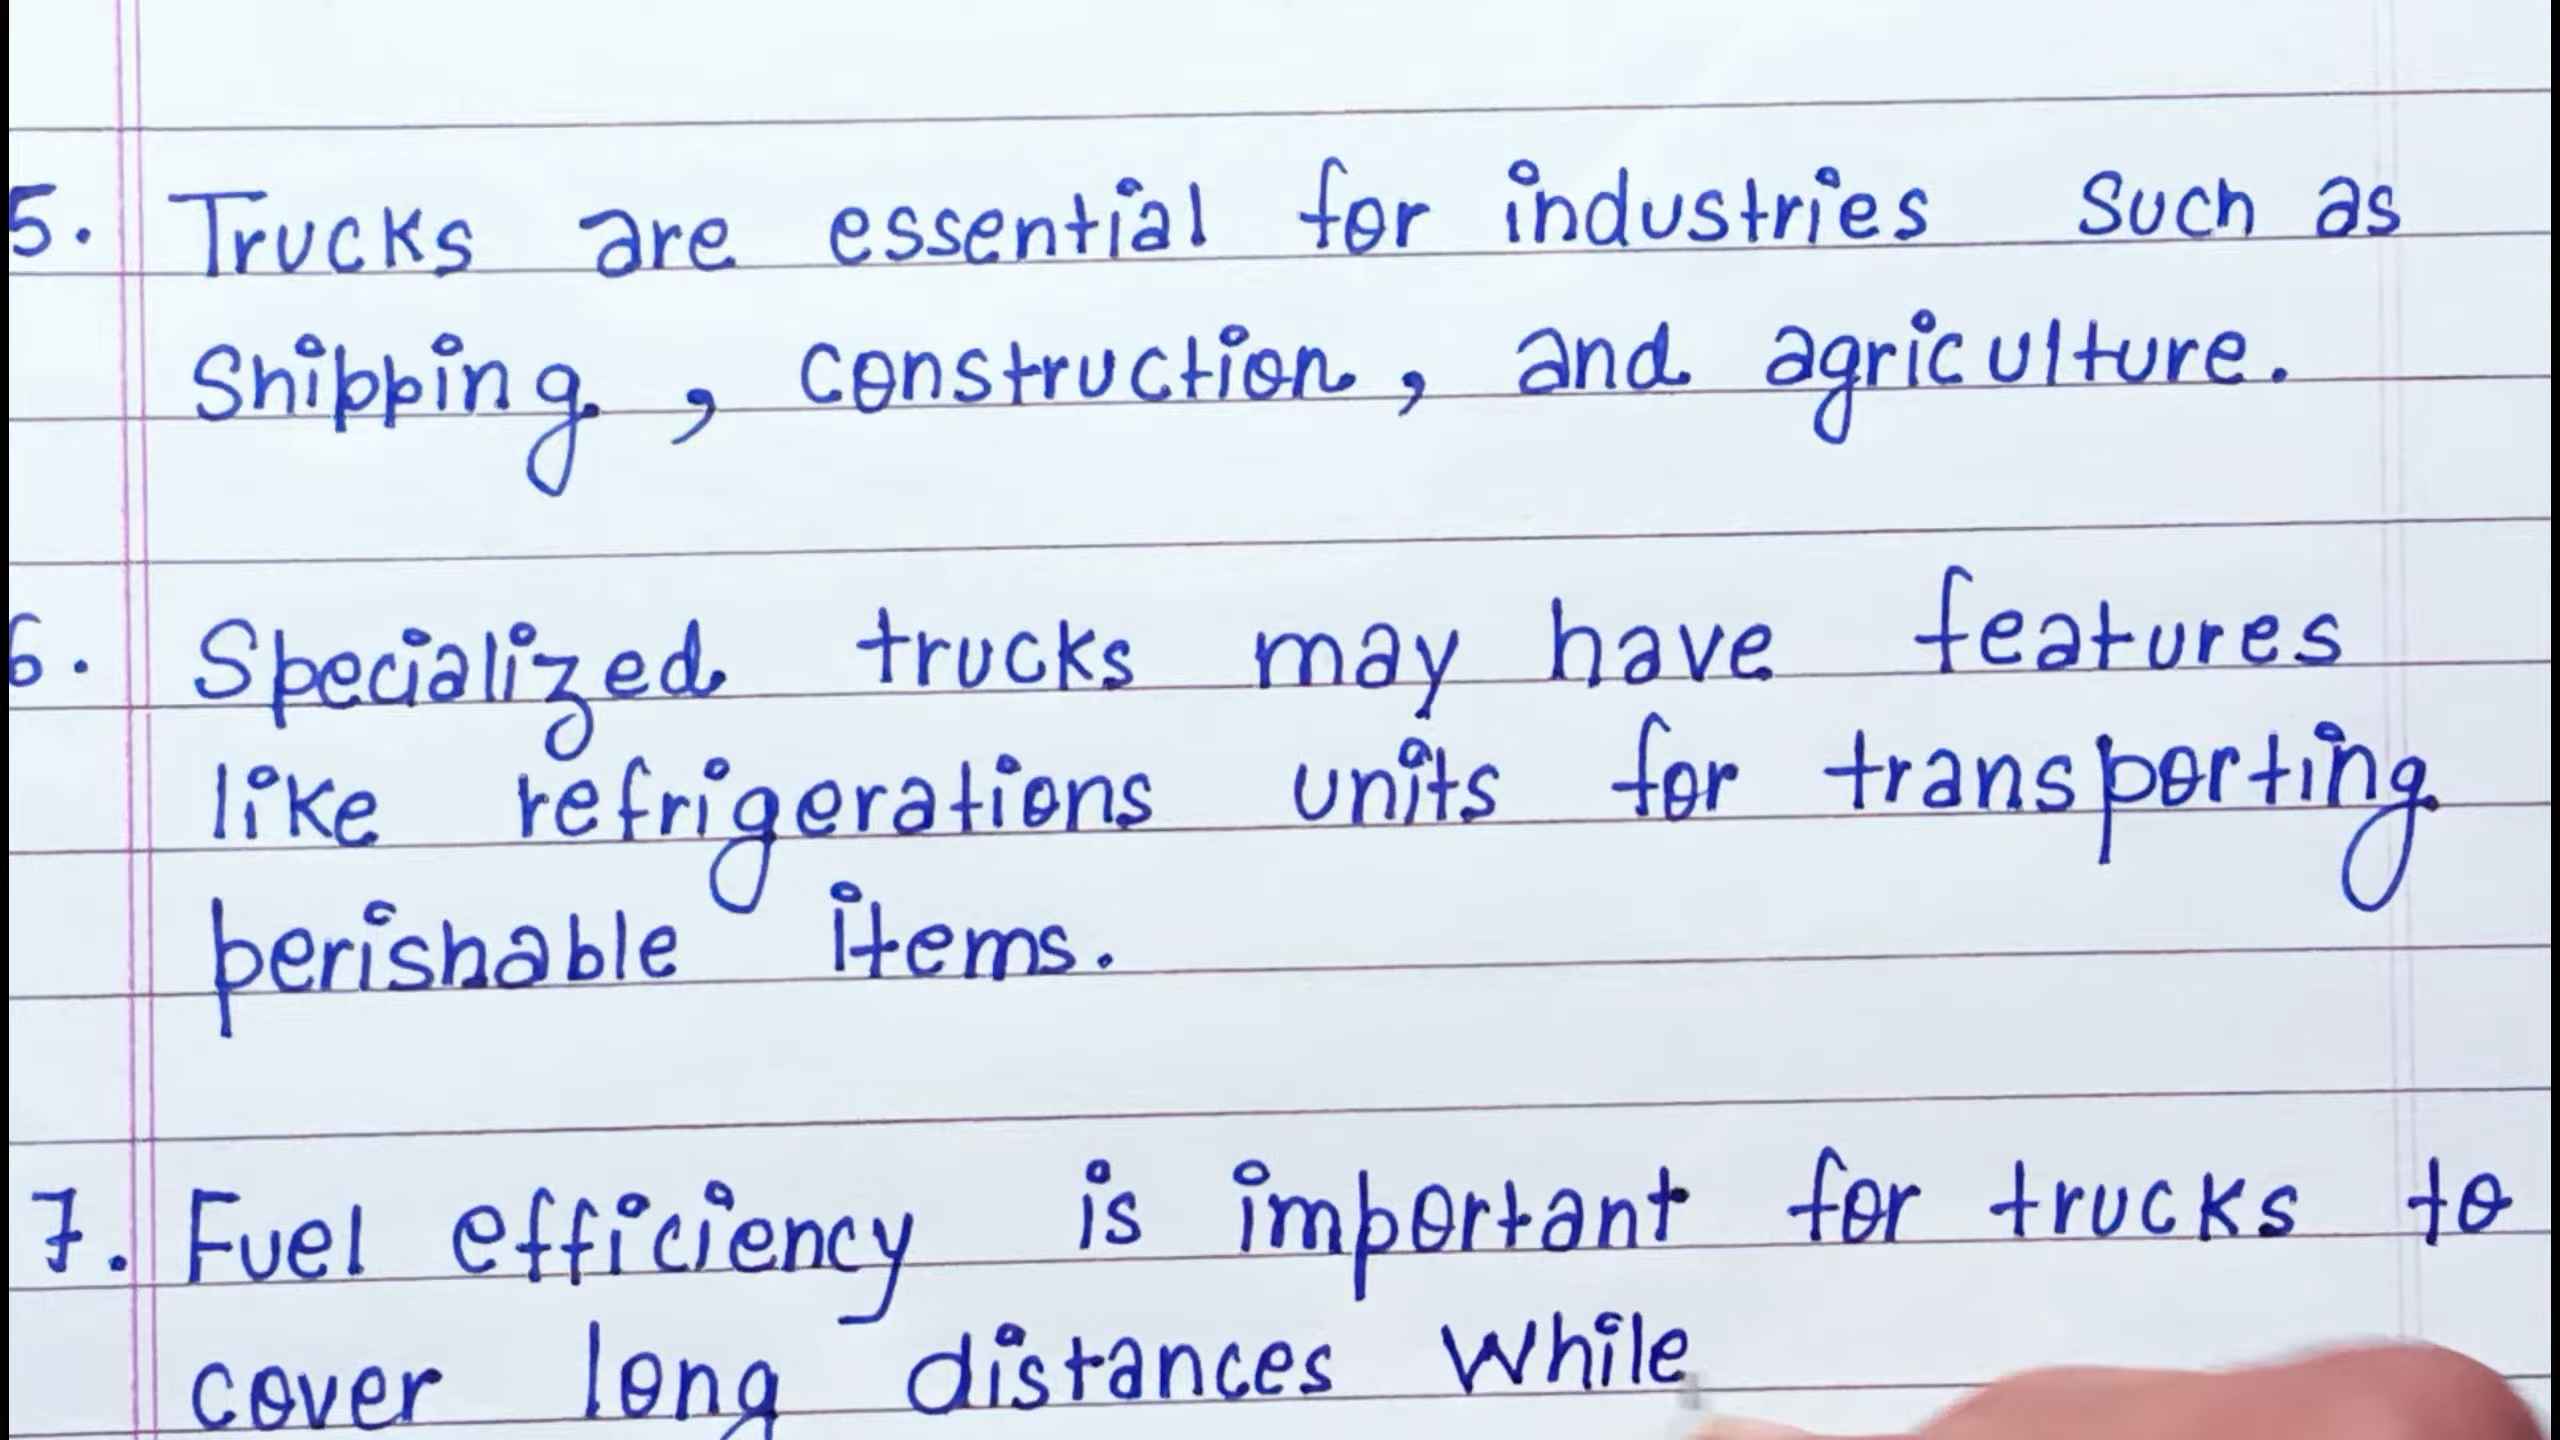 5. Trucks are essential for industries such as
Shipping, construction, and agriculture.
6. Specialized trucks may have features
like refrigerations units for transporting
perishable items.
7. Fuel efficiency is important for trucks to
cover long distances while